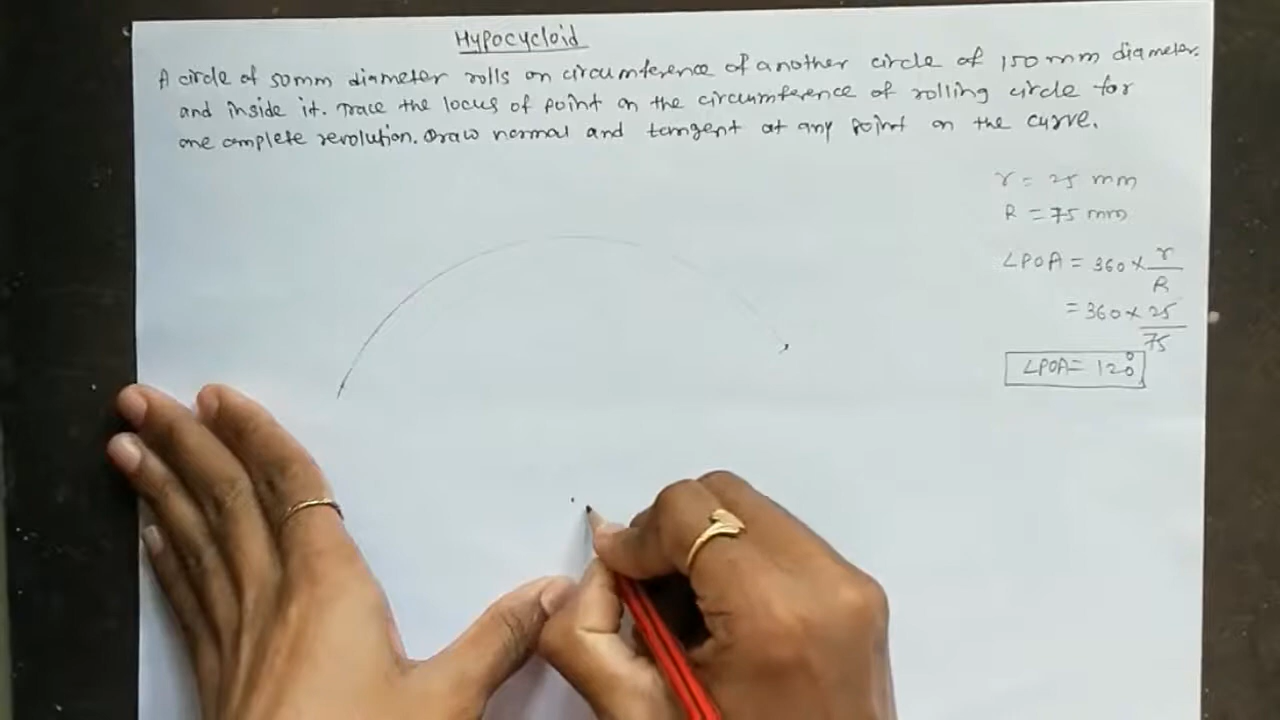 Hypocycloid
A circle of 50mm diameter rolls on circumference of another circle of 150 mm diameter.
and inside it. Trace the locus of point on the circumference of rolling circle for
one complete revolution. Draw normal and tangent at any point on the curve.
r = 25 mm
R = 75 mm
∠POA = 360 × r/R
= 360 × 25/75
∠POA = 120°